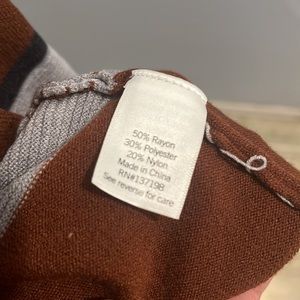 50% Rayon
30% Polyester
20% Nylon
Made in China
RN#137198
See reverse for care